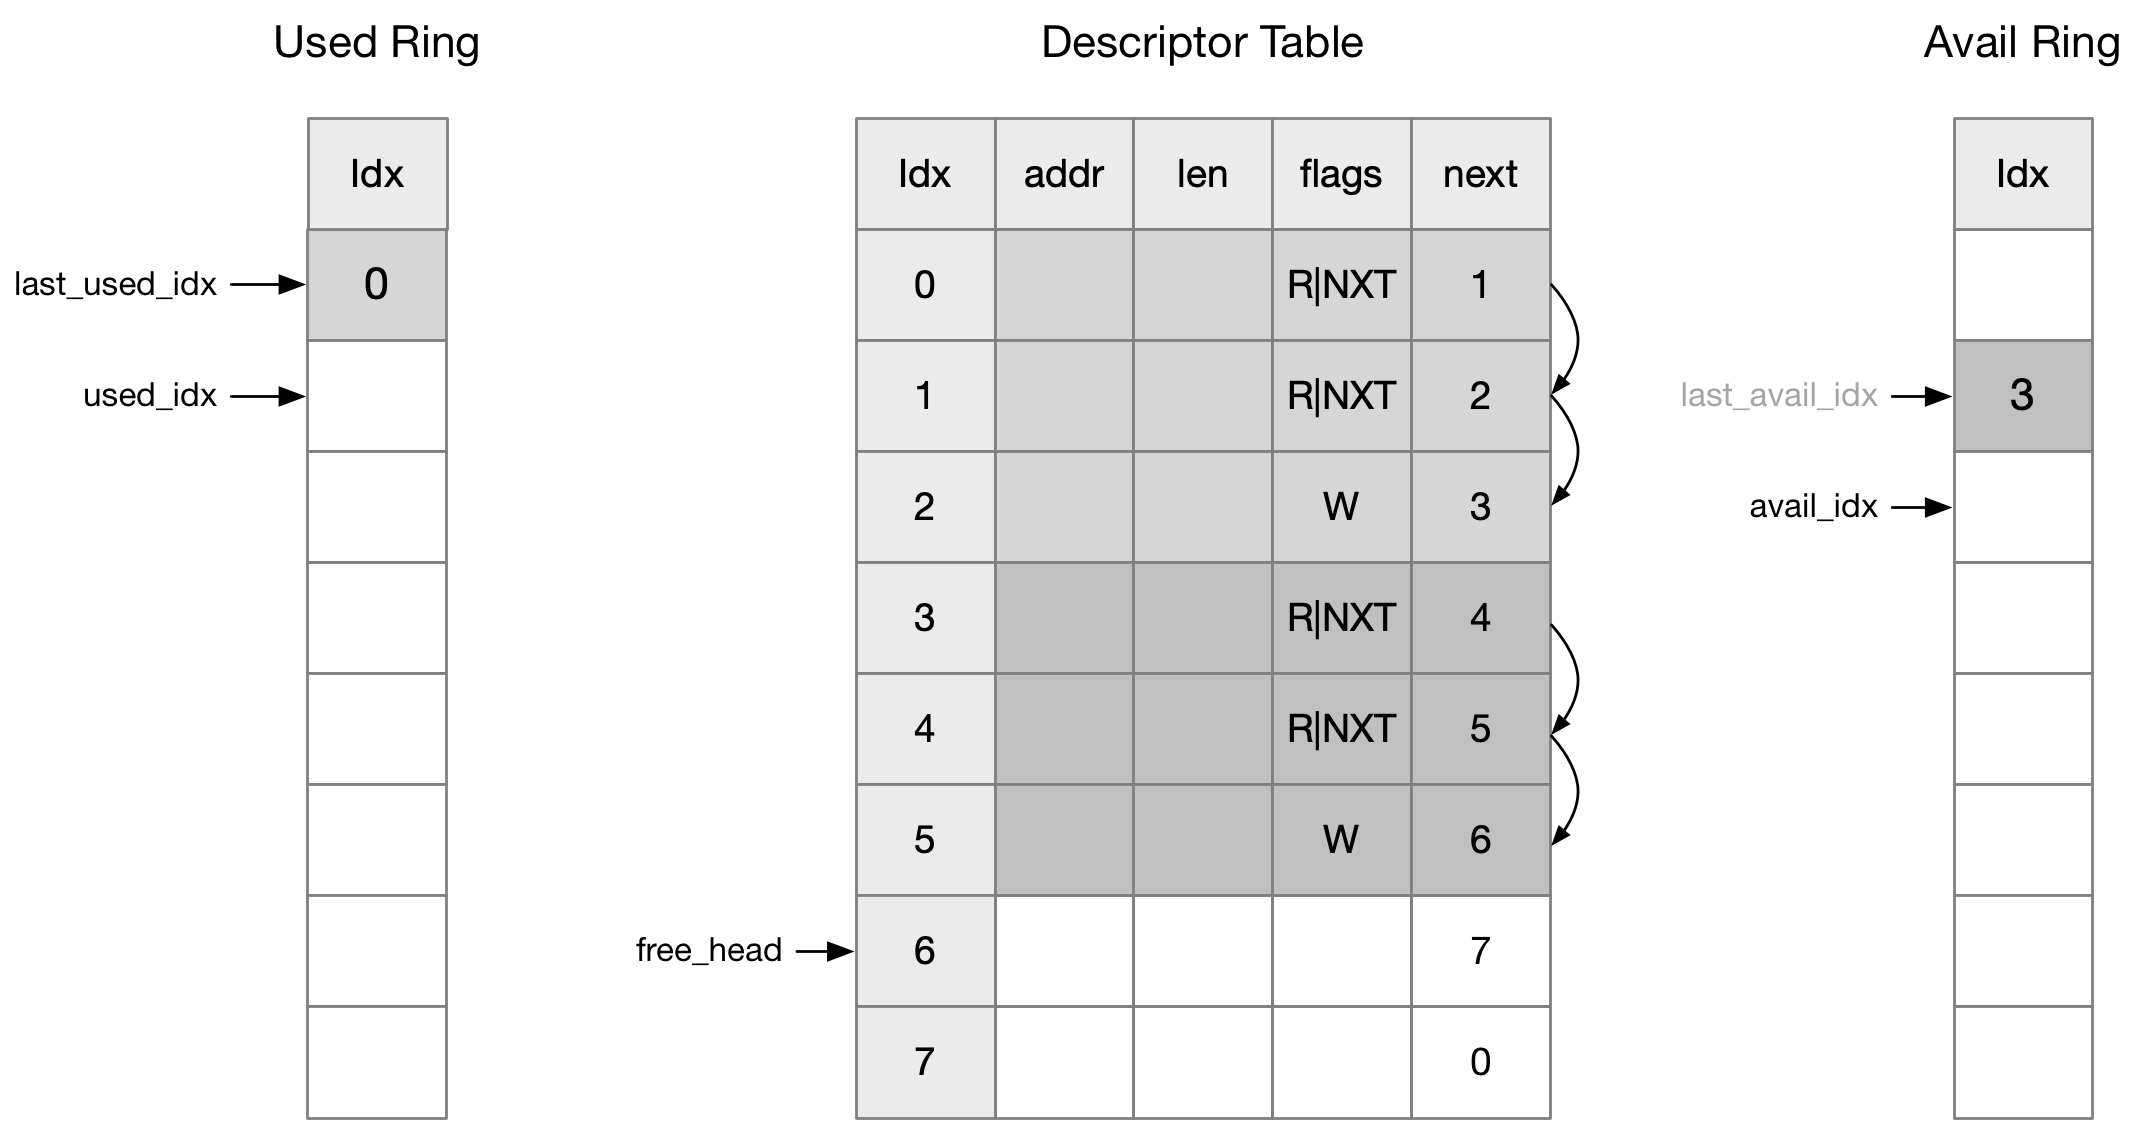 Used Ring
Descriptor Table
Avail Ring
Idx
Idx addr len flags next
Idx
last_used_idx 0
0 R|NXT 1
used_idx
1 R|NXT 2
last_avail_idx 3
2 W 3
avail_idx
3 R|NXT 4
4 R|NXT 5
5 W 6
free_head 6 7
7 0